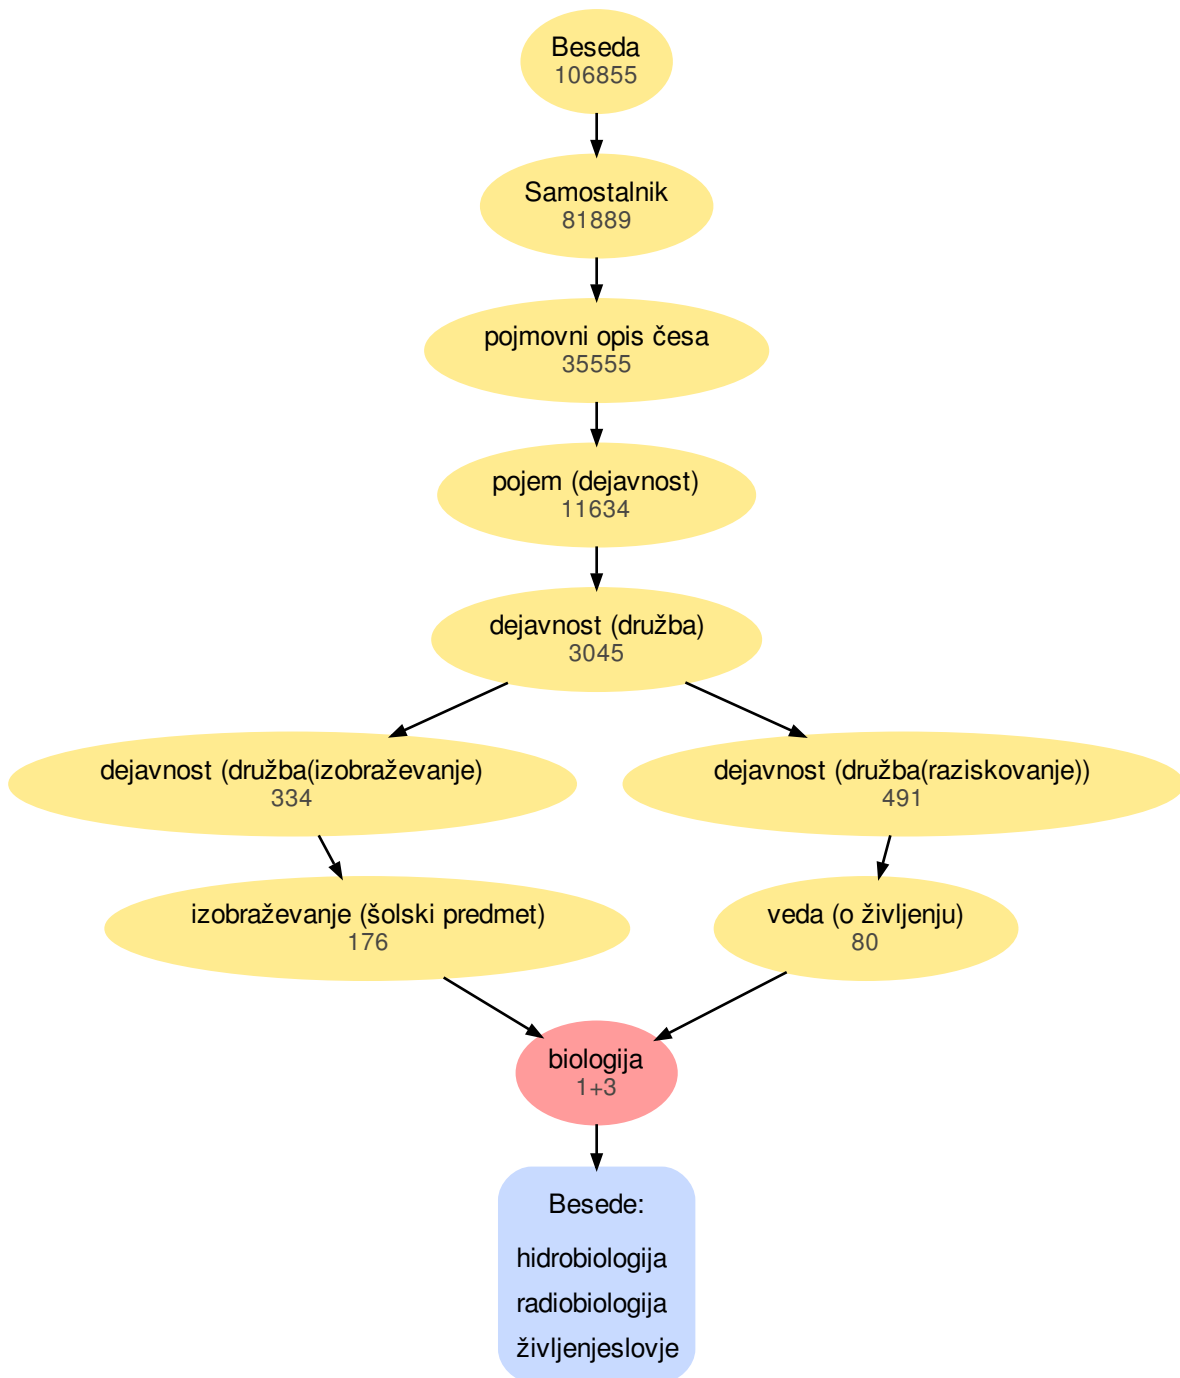 Beseda
106855
Samostalnik
81889
pojmovni opis česa
35555
pojem (dejavnost)
11634
dejavnost (družba)
3045
dejavnost (družba(izobraževanje)
334
dejavnost (družba(raziskovanje))
491
izobraževanje (šolski predmet)
176
veda (o življenju)
80
biologija
1+3
Besede:
hidrobiologija
radiobiologija
življenjeslovje